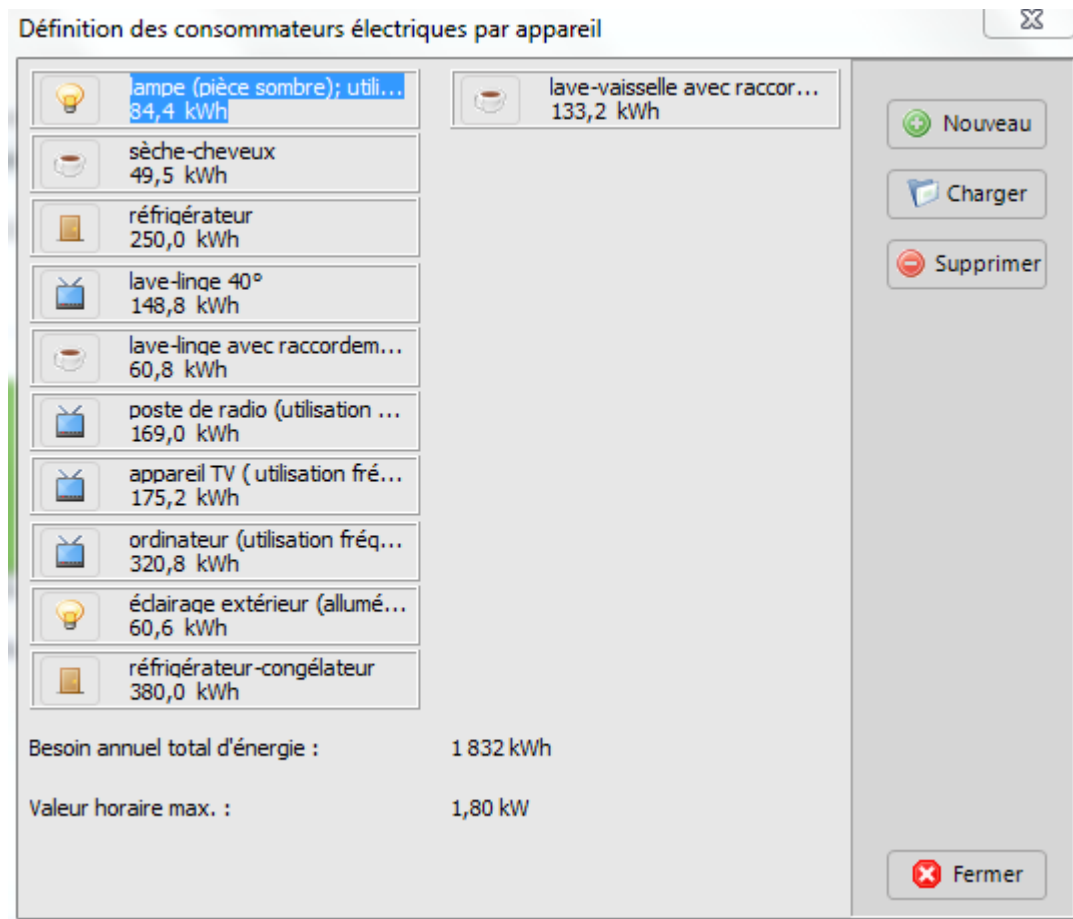 Définition des consommateurs électriques par appareil
lampe (pièce sombre); utili...
84,4 kWh
sèche-cheveux
49,5 kWh
réfrigérateur
250,0 kWh
lave-linge 40°
148,8 kWh
lave-linge avec raccordem...
60,8 kWh
poste de radio (utilisation ...
169,0 kWh
appareil TV ( utilisation fré...
175,2 kWh
ordinateur (utilisation fréq...
320,8 kWh
éclairage extérieur (allumé...
60,6 kWh
réfrigérateur-congélateur
380,0 kWh
lave-vaisselle avec raccor...
133,2 kWh
Nouveau
Charger
Supprimer
Besoin annuel total d'énergie : 1 832 kWh
Valeur horaire max. : 1,80 kW
Fermer